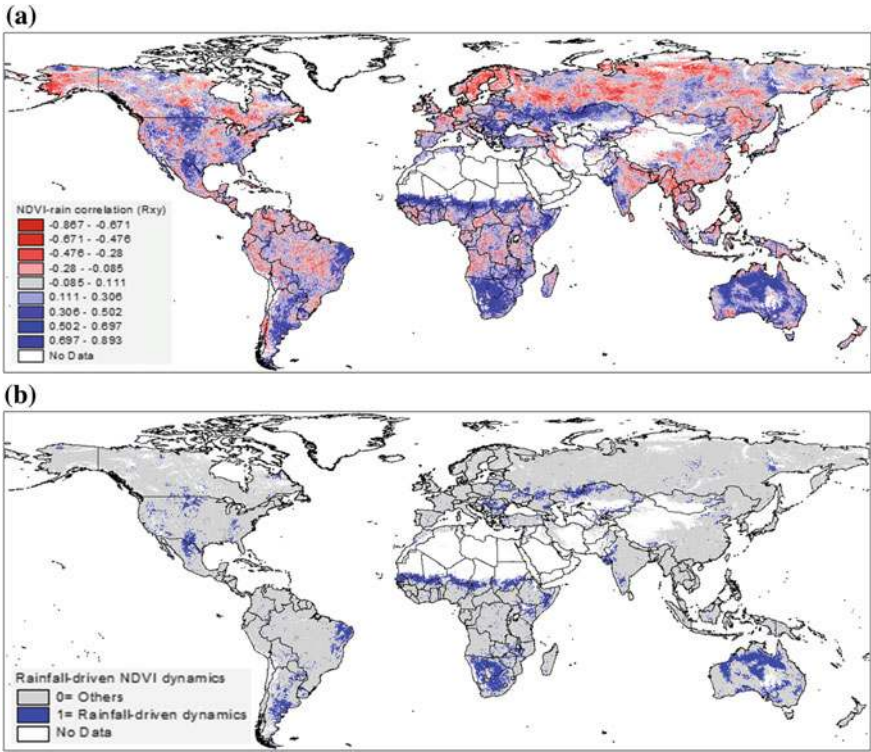 (a)
NDVI-rain correlation (Rxy)
-0.867 - -0.671
-0.671 - -0.476
-0.476 - -0.28
-0.28 - -0.085
-0.085 - 0.111
0.111 - 0.306
0.306 - 0.502
0.502 - 0.697
0.697 - 0.893
No Data
(b)
Rainfall-driven NDVI dynamics
0= Others
1= Rainfall-driven dynamics
No Data